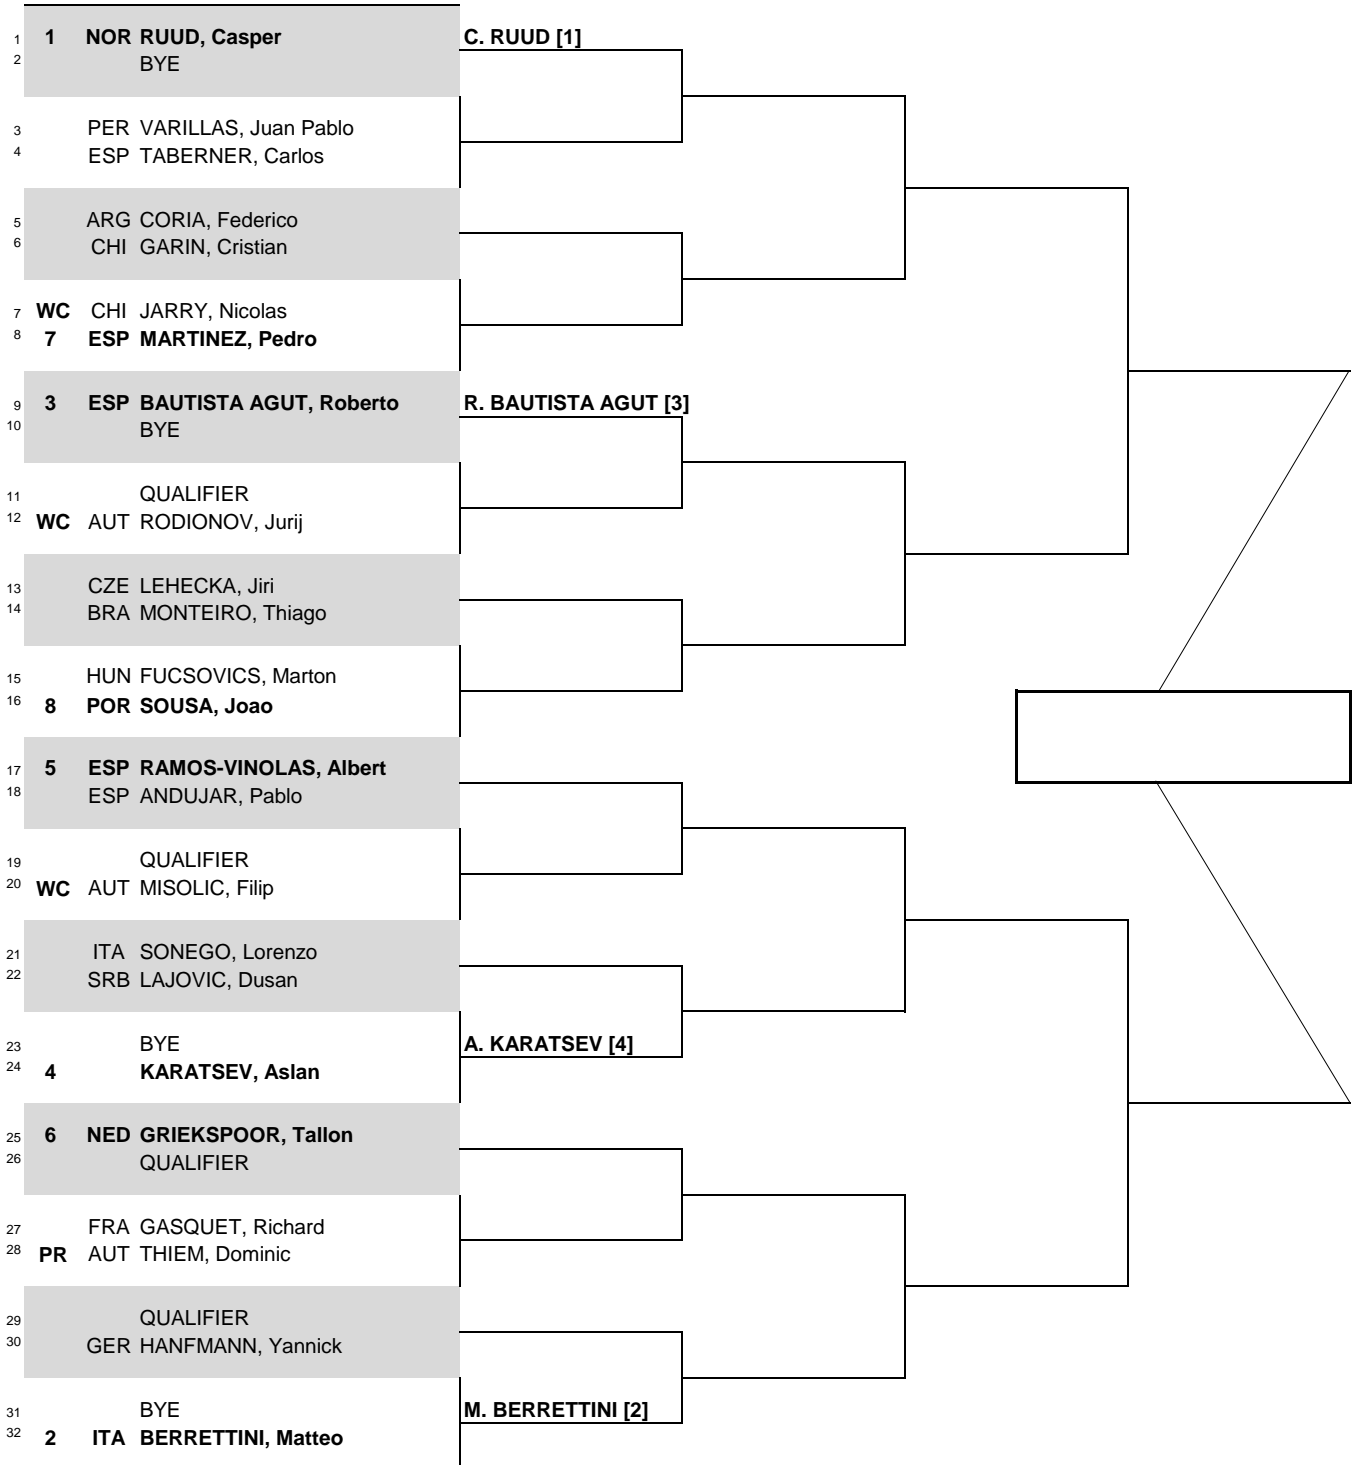 1 1 NOR RUUD, Casper C. RUUD [1]
2 BYE
3 PER VARILLAS, Juan Pablo
4 ESP TABERNER, Carlos
5 ARG CORIA, Federico
6 CHI GARIN, Cristian
7 WC CHI JARRY, Nicolas
8 7 ESP MARTINEZ, Pedro
9 3 ESP BAUTISTA AGUT, Roberto R. BAUTISTA AGUT [3]
10 BYE
11 QUALIFIER
12 WC AUT RODIONOV, Jurij
13 CZE LEHECKA, Jiri
14 BRA MONTEIRO, Thiago
15 HUN FUCSOVICS, Marton
16 8 POR SOUSA, Joao
17 5 ESP RAMOS-VINOLAS, Albert
18 ESP ANDUJAR, Pablo
19 QUALIFIER
20 WC AUT MISOLIC, Filip
21 ITA SONEGO, Lorenzo
22 SRB LAJOVIC, Dusan
23 BYE A. KARATSEV [4]
24 4 KARATSEV, Aslan
25 6 NED GRIEKSPOOR, Tallon
26 QUALIFIER
27 FRA GASQUET, Richard
28 PR AUT THIEM, Dominic
29 QUALIFIER
30 GER HANFMANN, Yannick
31 BYE M. BERRETTINI [2]
32 2 ITA BERRETTINI, Matteo